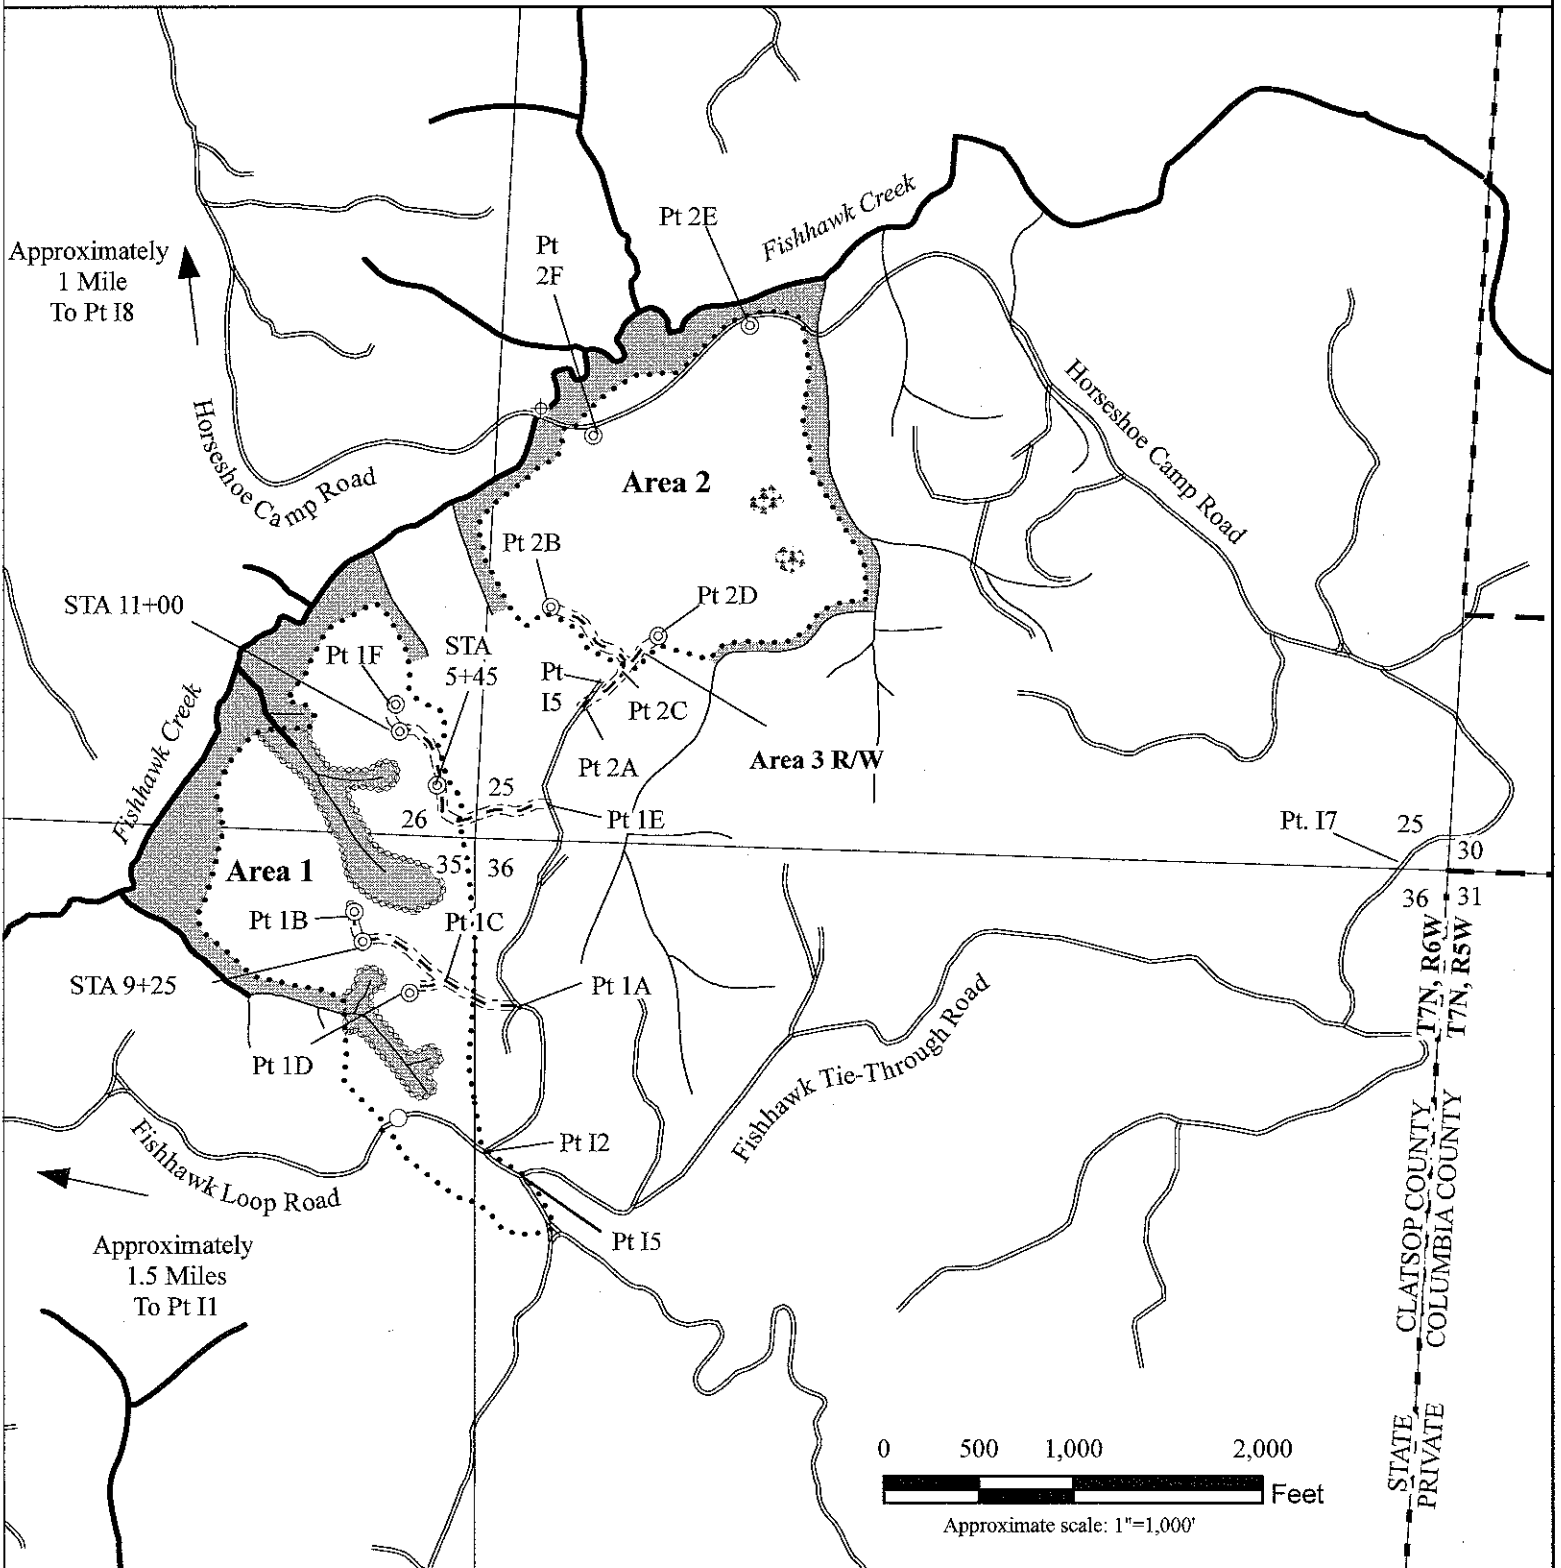 Pt 2E
Fishhawk Creek
Pt
2F
Approximately
1 Mile
To Pt I8
Horseshoe Camp Road
Horseshoe Camp Road
Area 2
Pt 2B
Pt 2D
STA 11+00
Pt 1F
STA
5+45
Pt
I5
Pt 2C
Area 3 R/W
Pt 2A
Fishhawk Creek
25
26
Pt 1E
Pt. I7
25
30
35
36
Area 1
36
31
Pt 1B
Pt 1C
STA 9+25
Pt 1A
T7N, R6W
T7N, R5W
Pt 1D
Fishhawk Tie-Through Road
Fishhawk Loop Road
Pt I2
Pt I5
CLATSOP COUNTY
COLUMBIA COUNTY
Approximately
1.5 Miles
To Pt I1
STATE
PRIVATE
0 500 1,000 2,000
Feet
Approximate scale: 1"=1,000'